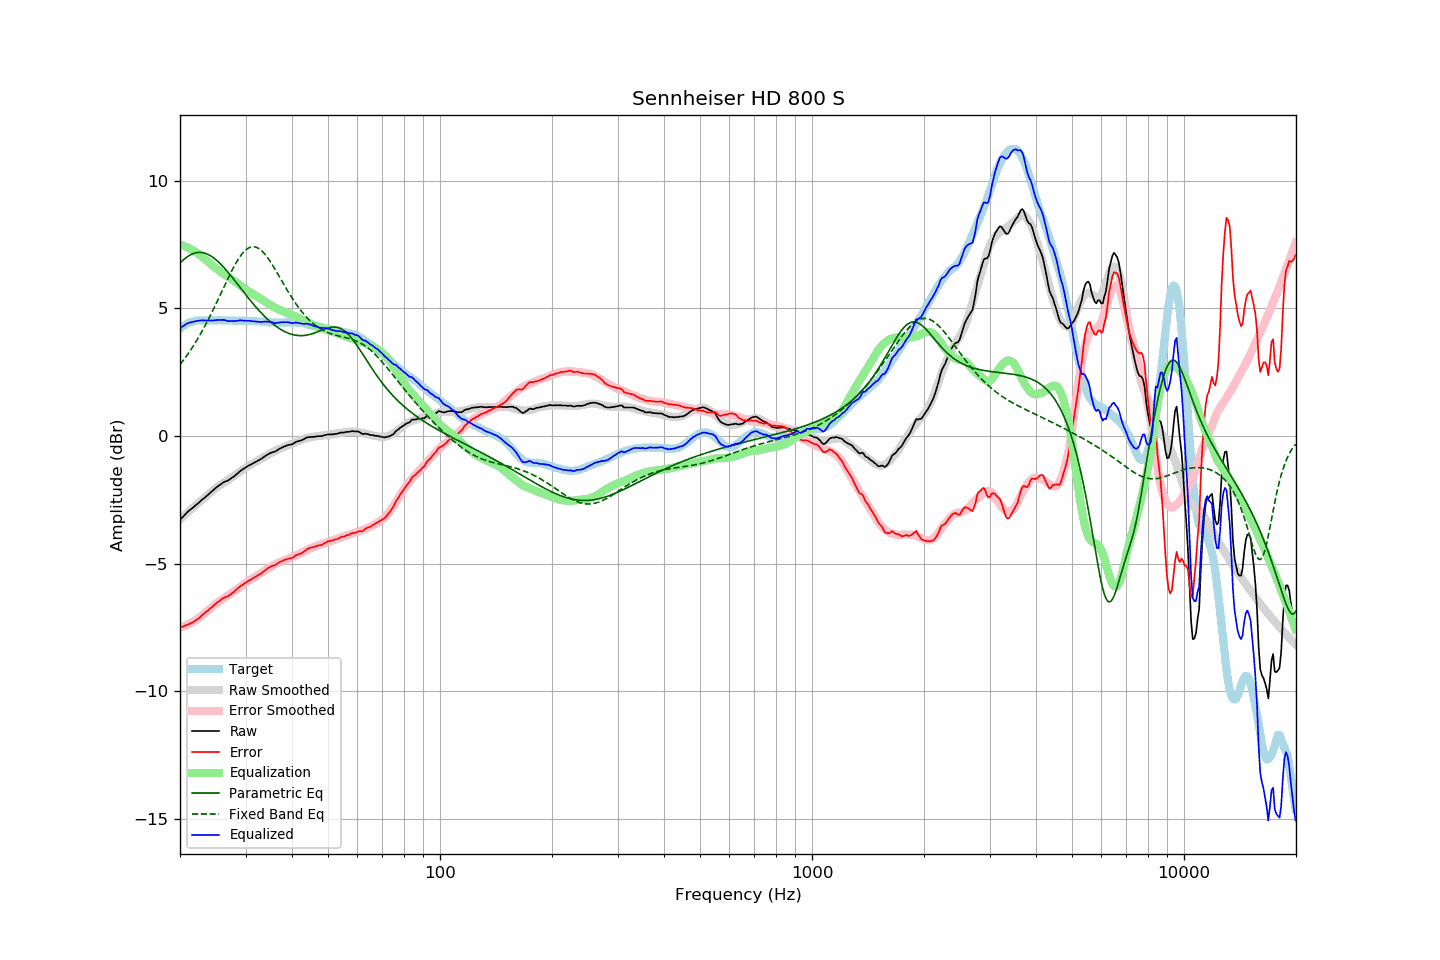 Sennheiser HD 800 S
10
5
0
−5
−10
−15
Amplitude (dBr)
Target
Raw Smoothed
Error Smoothed
Raw
Error
Equalization
Parametric Eq
Fixed Band Eq
Equalized
100
1000
10000
Frequency (Hz)